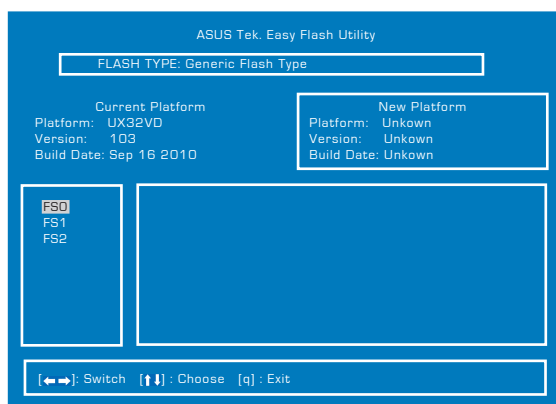 ASUS Tek. Easy Flash Utility
FLASH TYPE: Generic Flash Type
Current Platform
Platform: UX32VD
Version: 103
Build Date: Sep 16 2010
New Platform
Platform: Unkown
Version: Unkown
Build Date: Unkown
FS0
FS1
FS2
[←→]: Switch [↑↓] : Choose [q] : Exit